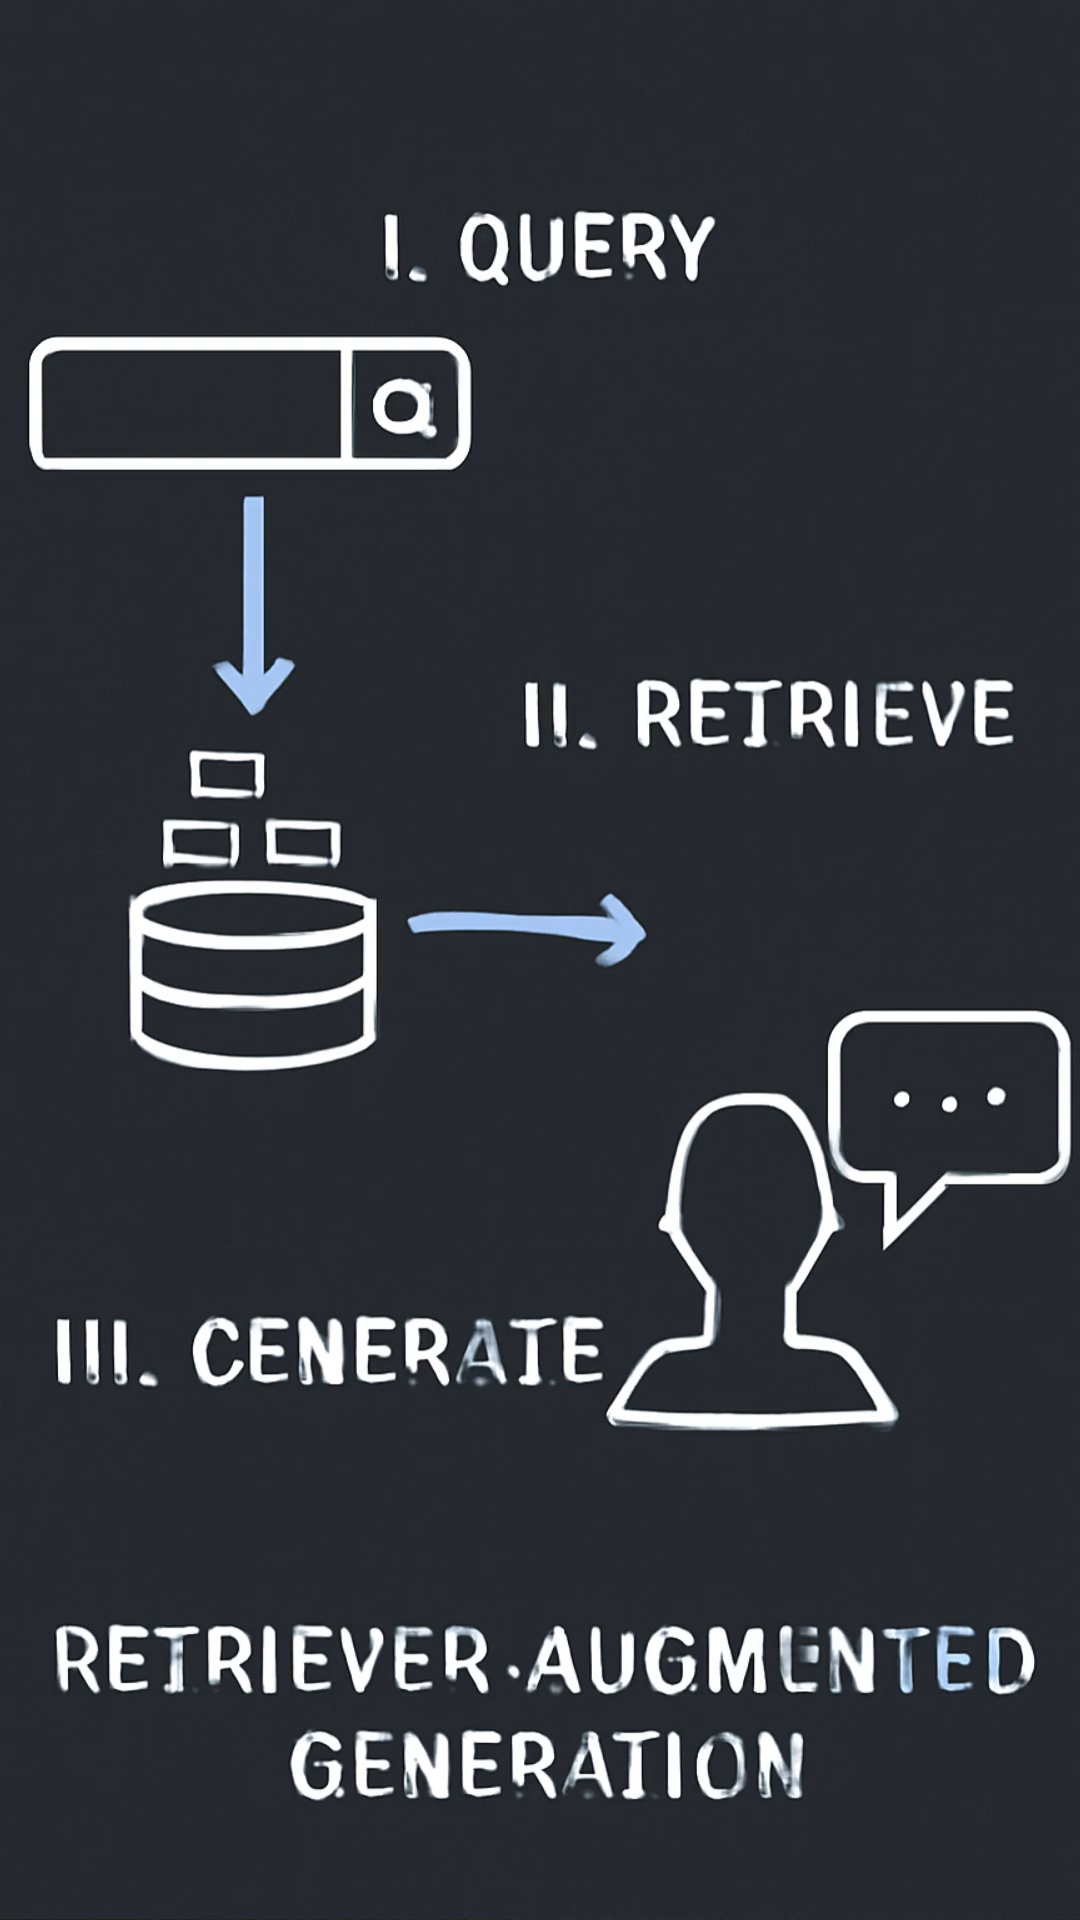 I. QUERY
II. RETRIEVE
III. CENERATE
RETRIEVER·AUGMENTED
GENERATION